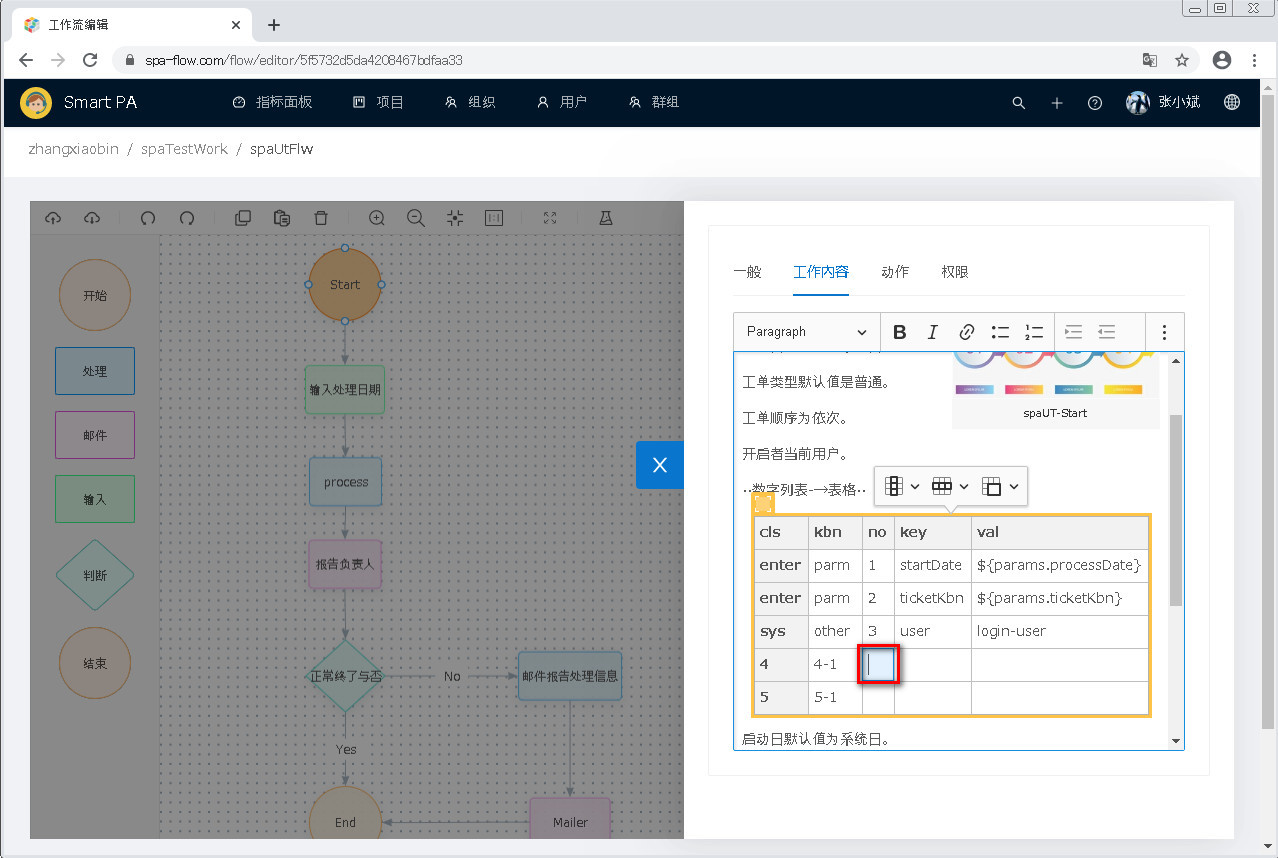 工作流编辑
spa-flow.com/flow/editor/5f5732d5da4208467bdfaa33
Smart PA
指标面板
项目
组织
用户
群组
张小斌
zhangxiaobin / spaTestWork / spaUtFlw
开始
处理
邮件
输入
判断
结束
Start
输入处理日期
process
报告负责人
正常终了与否
No
邮件报告处理信息
Yes
End
Mailer
X
一般
工作内容
动作
权限
Paragraph
工单类型默认值是普通。
工单顺序为依次。
spaUT-Start
开启者当前用户。
··数字列表-→表格··
cls kbn no key val
enter parm 1 startDate ${params.processDate}
enter parm 2 ticketKbn ${params.ticketKbn}
sys other 3 user login-user
4 4-1
5 5-1
启动日默认值为系统日。